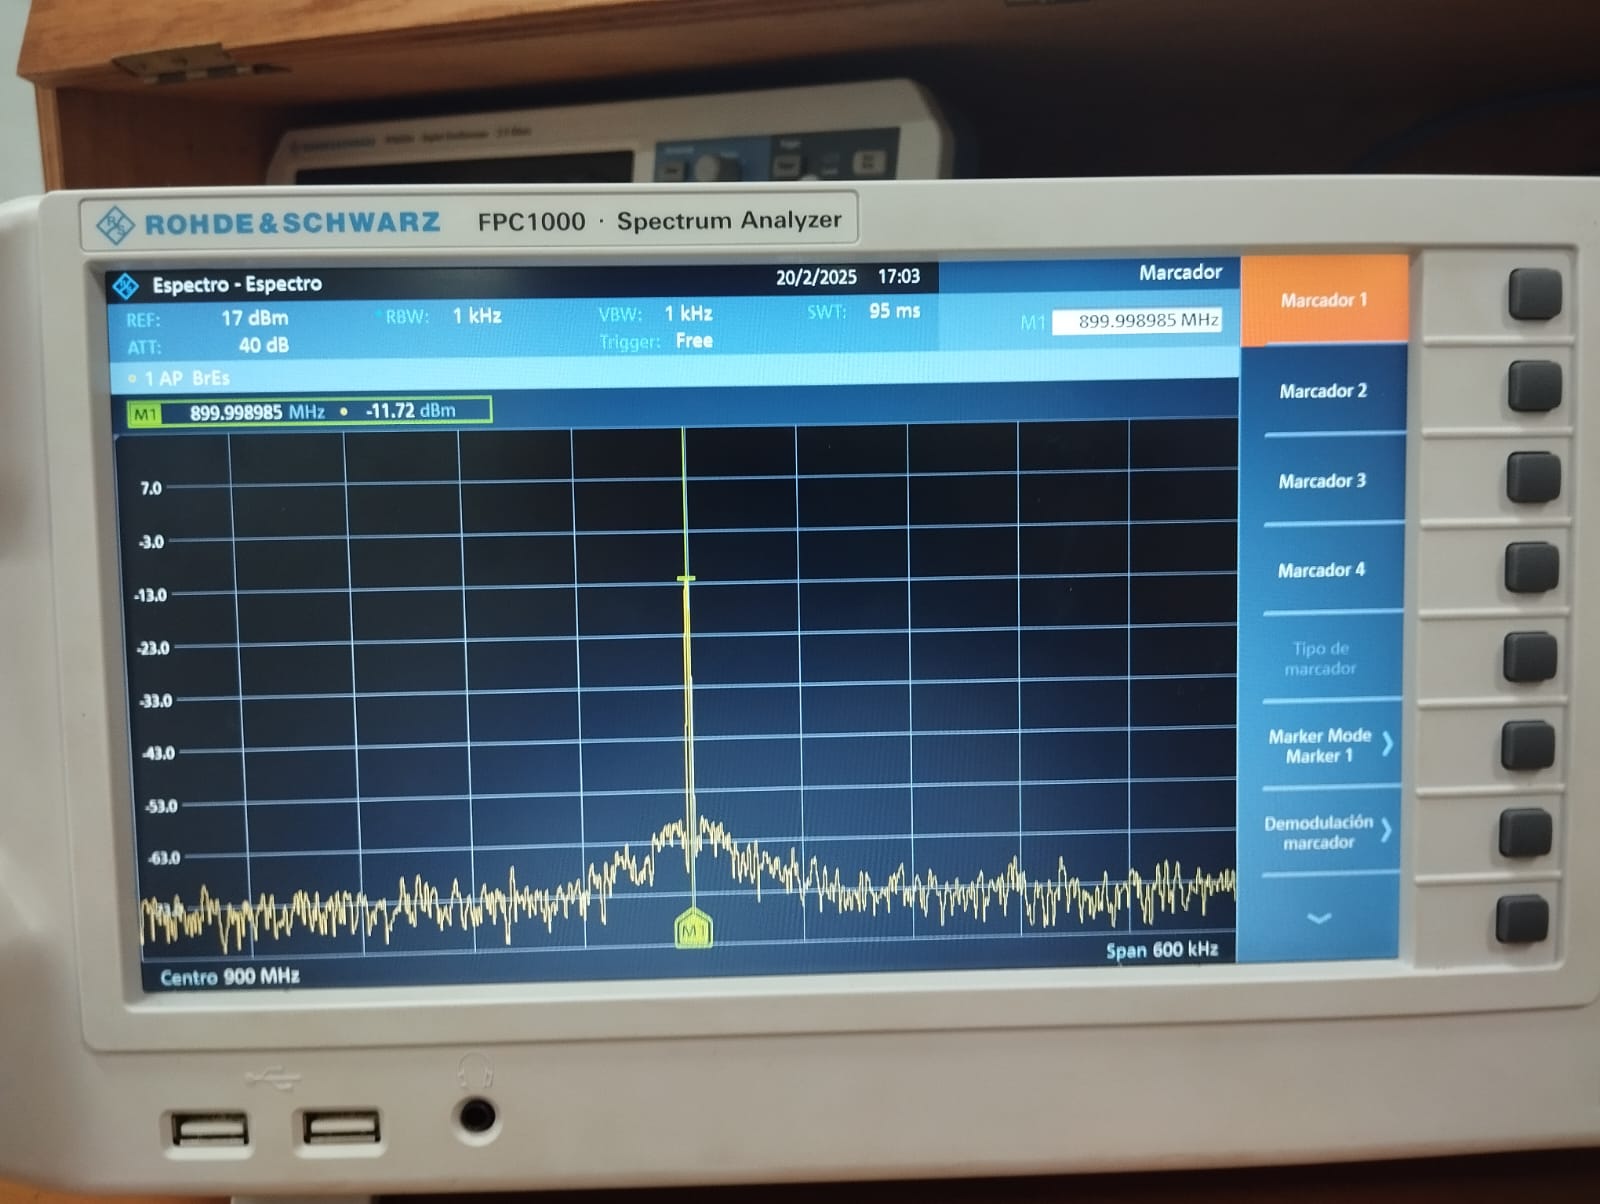 ROHDE & SCHWARZ FPC1000 · Spectrum Analyzer
Espectro - Espectro 20/2/2025 17:03 Marcador
REF: 17 dBm RBW: 1 kHz VBW: 1 kHz SWT: 95 ms
M1 899.998985 MHz
ATT: 40 dB Trigger: Free
1 AP BrEs
M1 899.998985 MHz • -11.72 dBm
7.0
-3.0
-13.0
-23.0
-33.0
-43.0
-53.0
-63.0
M1
Centro 900 MHz Span 600 kHz
Marcador 1
Marcador 2
Marcador 3
Marcador 4
Tipo de
marcador
Marker Mode
Marker 1
Demodulación
marcador